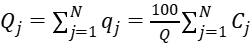 Q_j = \sum_{j=1}^{N} q_j = \frac{100}{Q} \sum_{j=1}^{N} C_j